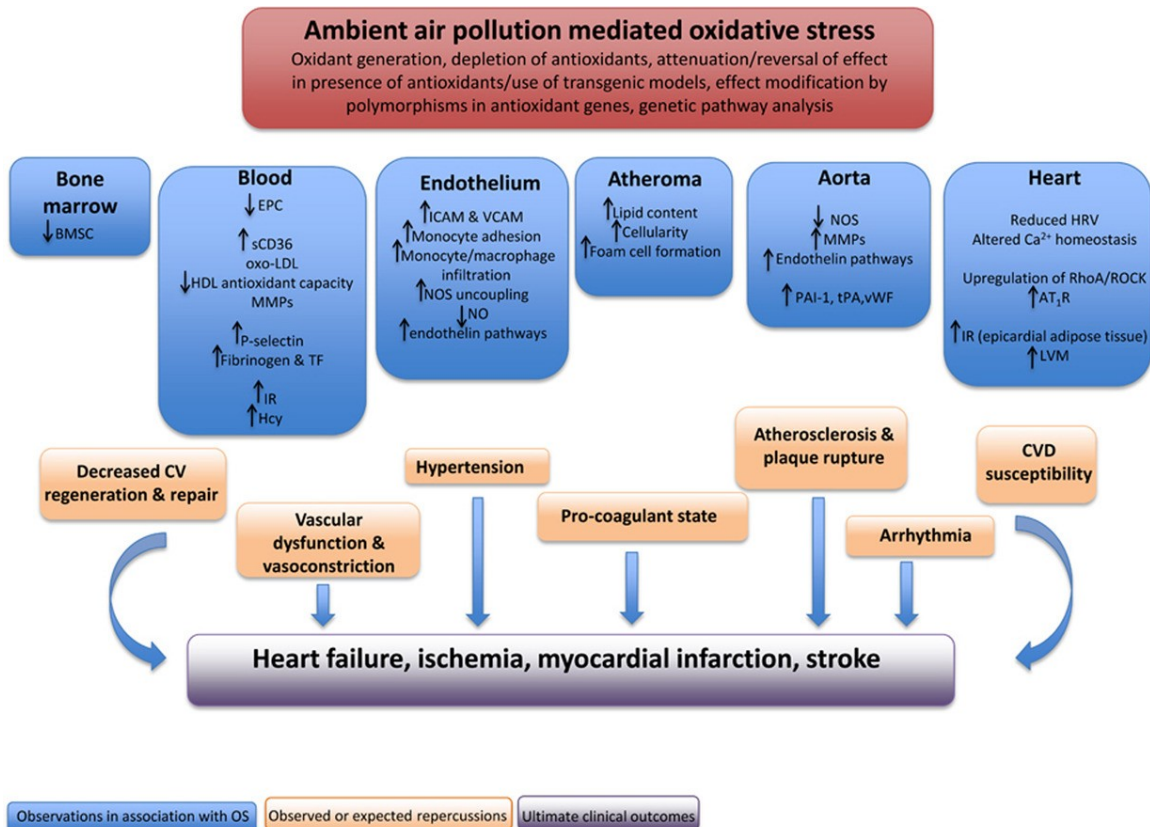 Ambient air pollution mediated oxidative stress
Oxidant generation, depletion of antioxidants, attenuation/reversal of effect
in presence of antioxidants/use of transgenic models, effect modification by
polymorphisms in antioxidant genes, genetic pathway analysis
Bone
marrow
↓BMSC
Blood
↓EPC
↑sCD36
oxo-LDL
↓HDL antioxidant capacity
MMPs
↑P-selectin
↑Fibrinogen & TF
↑IR
↑Hcy
Endothelium
↑ICAM & VCAM
↑Monocyte adhesion
↑Monocyte/macrophage
infiltration
↑NOS uncoupling
↓NO
↑endothelin pathways
Atheroma
↑Lipid content
↑Cellularity
↑Foam cell formation
Aorta
↓NOS
↑MMPs
↑Endothelin pathways
↑PAI-1, tPA,vWF
Heart
Reduced HRV
Altered Ca²⁺ homeostasis
Upregulation of RhoA/ROCK
↑AT₁R
↑IR (epicardial adipose tissue)
↑LVM
Decreased CV
regeneration & repair
Vascular
dysfunction &
vasoconstriction
Hypertension
Pro-coagulant state
Atherosclerosis &
plaque rupture
Arrhythmia
CVD
susceptibility
Heart failure, ischemia, myocardial infarction, stroke
Observations in association with OS
Observed or expected repercussions
Ultimate clinical outcomes